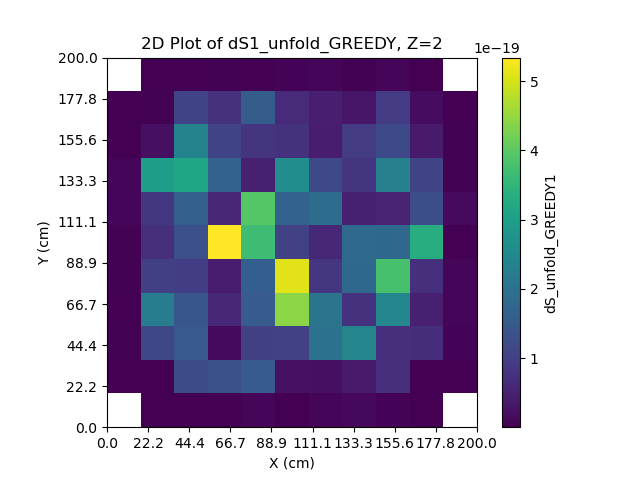 2D Plot of dS1_unfold_GREEDY, Z=2
1e−19
200.0
177.8
155.6
133.3
111.1
88.9
66.7
44.4
22.2
0.0
Y (cm)
0.0 22.2 44.4 66.7 88.9 111.1 133.3 155.6 177.8 200.0
X (cm)
5
4
3
2
1
dS_unfold_GREEDY1